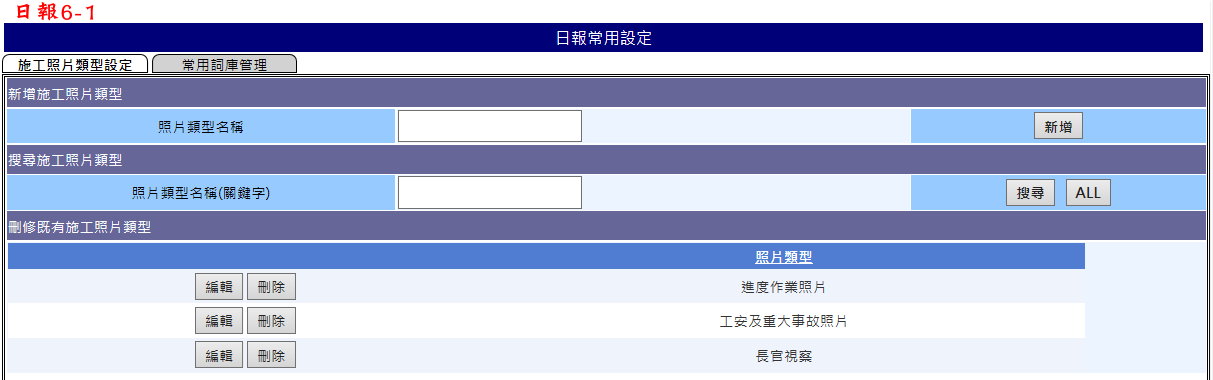 日報6-1
日報常用設定
施工照片類型設定 常用詞庫管理
新增施工照片類型
照片類型名稱 新增
搜尋施工照片類型
照片類型名稱(關鍵字) 搜尋 ALL
刪修既有施工照片類型
照片類型
編輯 刪除 進度作業照片
編輯 刪除 工安及重大事故照片
編輯 刪除 長官視察